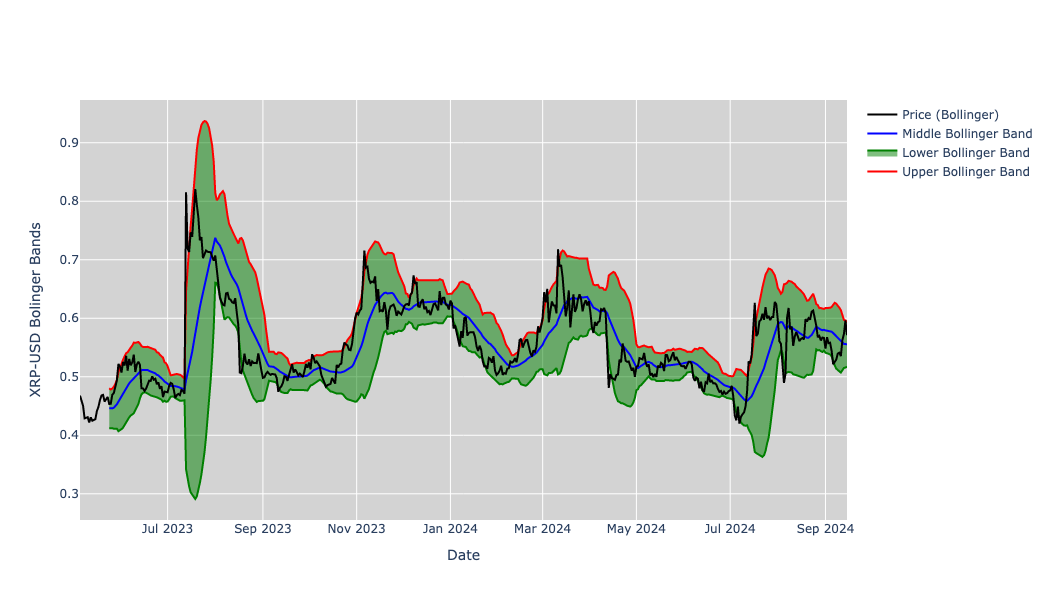 Price (Bollinger)
Middle Bollinger Band
Lower Bollinger Band
Upper Bollinger Band
XRP-USD Bolinger Bands
0.9
0.8
0.7
0.6
0.5
0.4
0.3
Jul 2023
Sep 2023
Nov 2023
Jan 2024
Mar 2024
May 2024
Jul 2024
Sep 2024
Date